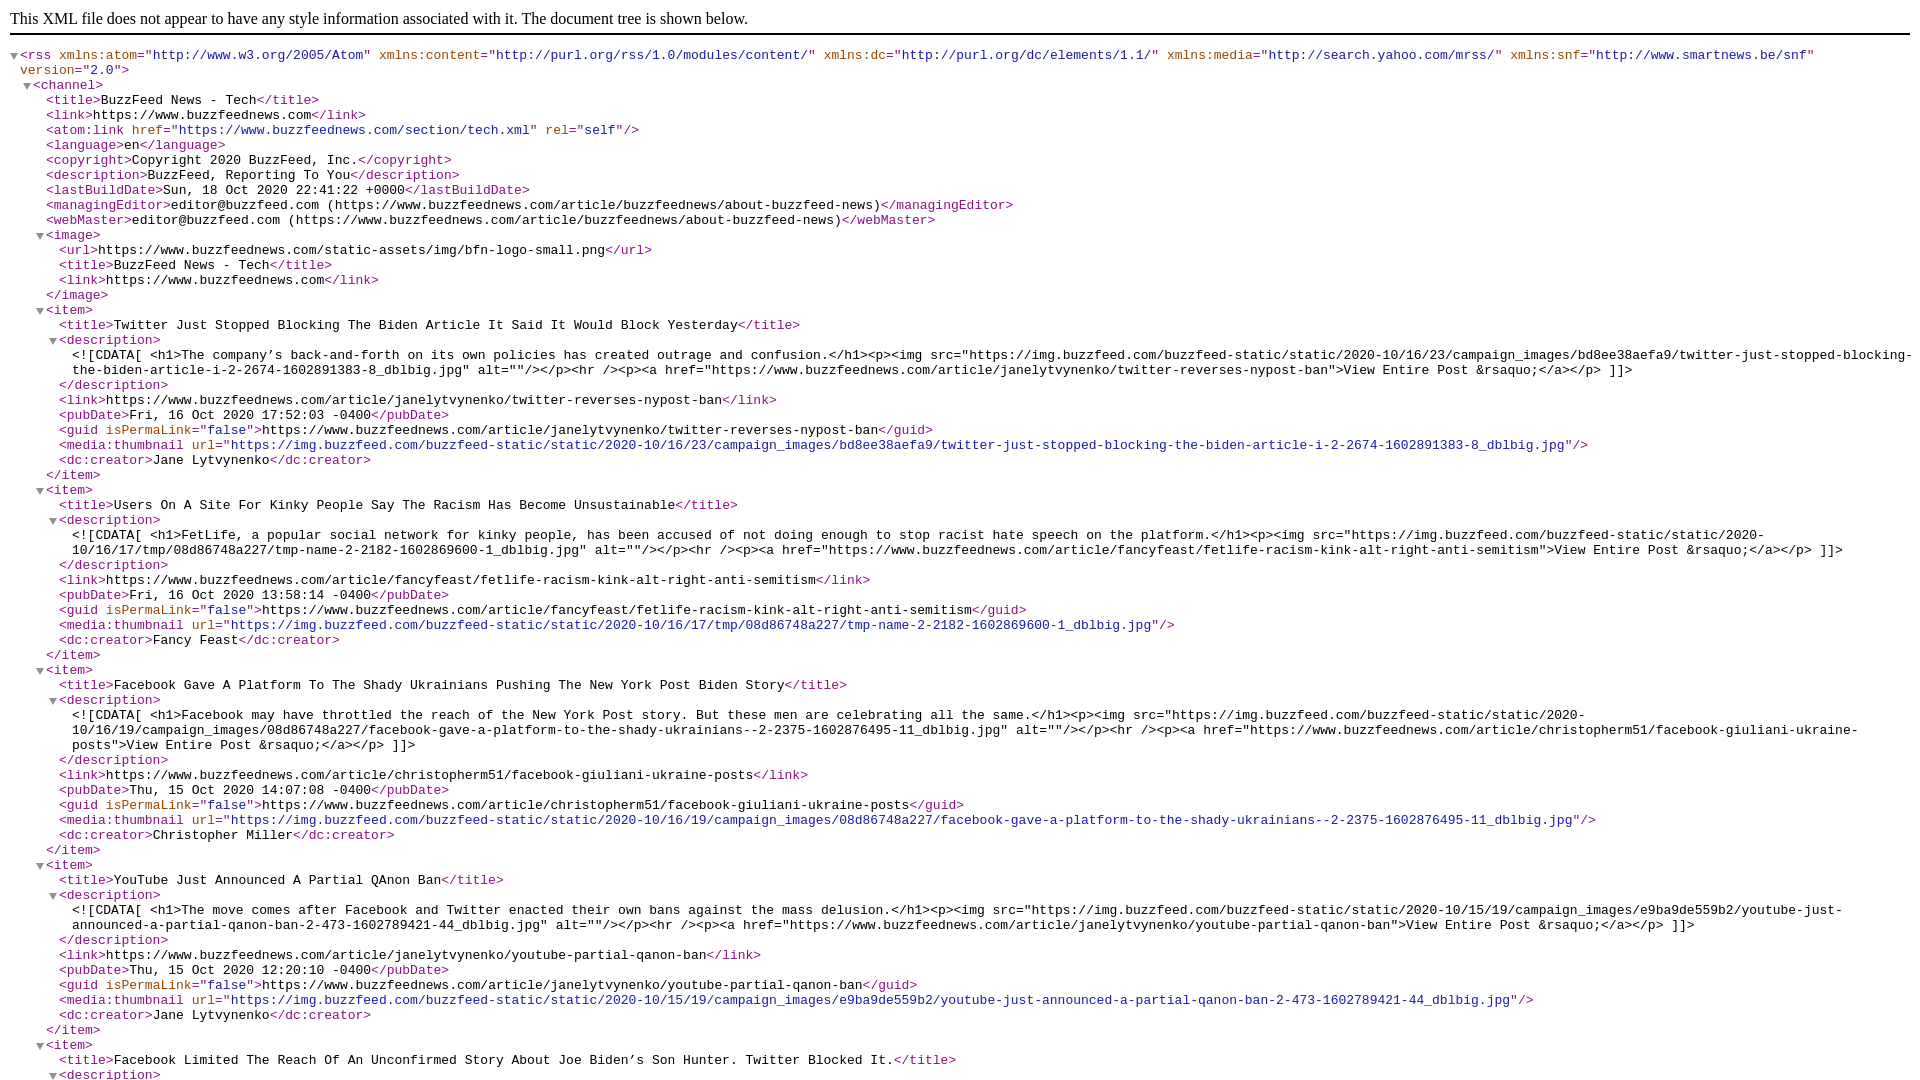 This XML file does not appear to have any style information associated with it. The document tree is shown below.
<rss xmlns:atom="http://www.w3.org/2005/Atom" xmlns:content="http://purl.org/rss/1.0/modules/content/" xmlns:dc="http://purl.org/dc/elements/1.1/" xmlns:media="http://search.yahoo.com/mrss/" xmlns:snf="http://www.smartnews.be/snf"
version="2.0">
<channel>
<title>BuzzFeed News - Tech</title>
<link>https://www.buzzfeednews.com</link>
<atom:link href="https://www.buzzfeednews.com/section/tech.xml" rel="self"/>
<language>en</language>
<copyright>Copyright 2020 BuzzFeed, Inc.</copyright>
<description>BuzzFeed, Reporting To You</description>
<lastBuildDate>Sun, 18 Oct 2020 22:41:22 +0000</lastBuildDate>
<managingEditor>editor@buzzfeed.com (https://www.buzzfeednews.com/article/buzzfeednews/about-buzzfeed-news)</managingEditor>
<webMaster>editor@buzzfeed.com (https://www.buzzfeednews.com/article/buzzfeednews/about-buzzfeed-news)</webMaster>
<image>
<url>https://www.buzzfeednews.com/static-assets/img/bfn-logo-small.png</url>
<title>BuzzFeed News - Tech</title>
<link>https://www.buzzfeednews.com</link>
</image>
<item>
<title>Twitter Just Stopped Blocking The Biden Article It Said It Would Block Yesterday</title>
<description>
<![CDATA[ <h1>The company’s back-and-forth on its own policies has created outrage and confusion.</h1><p><img src="https://img.buzzfeed.com/buzzfeed-static/static/2020-10/16/23/campaign_images/bd8ee38aefa9/twitter-just-stopped-blocking-
the-biden-article-i-2-2674-1602891383-8_dblbig.jpg" alt=""/></p><hr /><p><a href="https://www.buzzfeednews.com/article/janelytvynenko/twitter-reverses-nypost-ban">View Entire Post &rsaquo;</a></p> ]]>
</description>
<link>https://www.buzzfeednews.com/article/janelytvynenko/twitter-reverses-nypost-ban</link>
<pubDate>Fri, 16 Oct 2020 17:52:03 -0400</pubDate>
<guid isPermaLink="false">https://www.buzzfeednews.com/article/janelytvynenko/twitter-reverses-nypost-ban</guid>
<media:thumbnail url="https://img.buzzfeed.com/buzzfeed-static/static/2020-10/16/23/campaign_images/bd8ee38aefa9/twitter-just-stopped-blocking-the-biden-article-i-2-2674-1602891383-8_dblbig.jpg"/>
<dc:creator>Jane Lytvynenko</dc:creator>
</item>
<item>
<title>Users On A Site For Kinky People Say The Racism Has Become Unsustainable</title>
<description>
<![CDATA[ <h1>FetLife, a popular social network for kinky people, has been accused of not doing enough to stop racist hate speech on the platform.</h1><p><img src="https://img.buzzfeed.com/buzzfeed-static/static/2020-
10/16/17/tmp/08d86748a227/tmp-name-2-2182-1602869600-1_dblbig.jpg" alt=""/></p><hr /><p><a href="https://www.buzzfeednews.com/article/fancyfeast/fetlife-racism-kink-alt-right-anti-semitism">View Entire Post &rsaquo;</a></p> ]]>
</description>
<link>https://www.buzzfeednews.com/article/fancyfeast/fetlife-racism-kink-alt-right-anti-semitism</link>
<pubDate>Fri, 16 Oct 2020 13:58:14 -0400</pubDate>
<guid isPermaLink="false">https://www.buzzfeednews.com/article/fancyfeast/fetlife-racism-kink-alt-right-anti-semitism</guid>
<media:thumbnail url="https://img.buzzfeed.com/buzzfeed-static/static/2020-10/16/17/tmp/08d86748a227/tmp-name-2-2182-1602869600-1_dblbig.jpg"/>
<dc:creator>Fancy Feast</dc:creator>
</item>
<item>
<title>Facebook Gave A Platform To The Shady Ukrainians Pushing The New York Post Biden Story</title>
<description>
<![CDATA[ <h1>Facebook may have throttled the reach of the New York Post story. But these men are celebrating all the same.</h1><p><img src="https://img.buzzfeed.com/buzzfeed-static/static/2020-
10/16/19/campaign_images/08d86748a227/facebook-gave-a-platform-to-the-shady-ukrainians--2-2375-1602876495-11_dblbig.jpg" alt=""/></p><hr /><p><a href="https://www.buzzfeednews.com/article/christopherm51/facebook-giuliani-ukraine-
posts">View Entire Post &rsaquo;</a></p> ]]>
</description>
<link>https://www.buzzfeednews.com/article/christopherm51/facebook-giuliani-ukraine-posts</link>
<pubDate>Thu, 15 Oct 2020 14:07:08 -0400</pubDate>
<guid isPermaLink="false">https://www.buzzfeednews.com/article/christopherm51/facebook-giuliani-ukraine-posts</guid>
<media:thumbnail url="https://img.buzzfeed.com/buzzfeed-static/static/2020-10/16/19/campaign_images/08d86748a227/facebook-gave-a-platform-to-the-shady-ukrainians--2-2375-1602876495-11_dblbig.jpg"/>
<dc:creator>Christopher Miller</dc:creator>
</item>
<item>
<title>YouTube Just Announced A Partial QAnon Ban</title>
<description>
<![CDATA[ <h1>The move comes after Facebook and Twitter enacted their own bans against the mass delusion.</h1><p><img src="https://img.buzzfeed.com/buzzfeed-static/static/2020-10/15/19/campaign_images/e9ba9de559b2/youtube-just-
announced-a-partial-qanon-ban-2-473-1602789421-44_dblbig.jpg" alt=""/></p><hr /><p><a href="https://www.buzzfeednews.com/article/janelytvynenko/youtube-partial-qanon-ban">View Entire Post &rsaquo;</a></p> ]]>
</description>
<link>https://www.buzzfeednews.com/article/janelytvynenko/youtube-partial-qanon-ban</link>
<pubDate>Thu, 15 Oct 2020 12:20:10 -0400</pubDate>
<guid isPermaLink="false">https://www.buzzfeednews.com/article/janelytvynenko/youtube-partial-qanon-ban</guid>
<media:thumbnail url="https://img.buzzfeed.com/buzzfeed-static/static/2020-10/15/19/campaign_images/e9ba9de559b2/youtube-just-announced-a-partial-qanon-ban-2-473-1602789421-44_dblbig.jpg"/>
<dc:creator>Jane Lytvynenko</dc:creator>
</item>
<item>
<title>Facebook Limited The Reach Of An Unconfirmed Story About Joe Biden’s Son Hunter. Twitter Blocked It.</title>
<description>